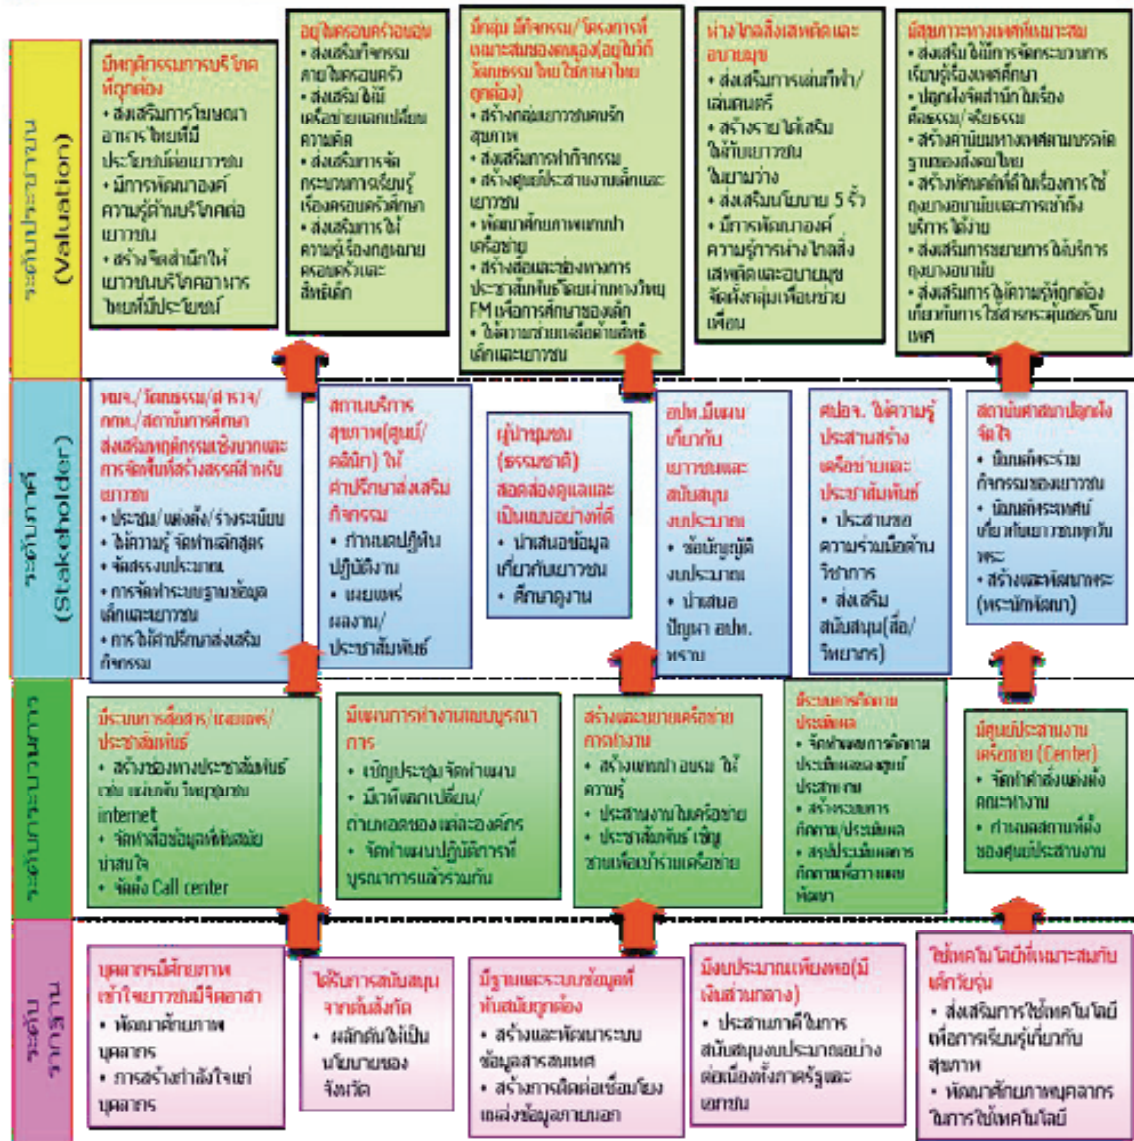 ระดับประชาชน
(Valuation)
มีพฤติกรรมการบริโภค
ที่ถูกต้อง
• ส่งเสริมการโฆษณา
อาหารไทยที่มี
ประโยชน์ต่อเยาวชน
• มีการพัฒนาองค์
ความรู้ด้านบริโภคต่อ
เยาวชน
• สร้างจิตสำนึกให้
เยาวชนบริโภคอาหาร
ไทยที่มีประโยชน์
อยู่ในครอบครัวอบอุ่น
• ส่งเสริมกิจกรรม
ภายในครอบครัว
• ส่งเสริมให้มี
เครือข่ายแลกเปลี่ยน
ความคิด
• ส่งเสริมการจัด
กระบวนการเรียนรู้
เรื่องครอบครัวศึกษา
• ส่งเสริมการให้
ความรู้เรื่องกฎหมาย
ครอบครัวและ
สิทธิเด็ก
มีกลุ่ม มีกิจกรรม/โครงการที่
เหมาะสมของตนเอง(อยู่ในวิถี
วัฒนธรรมไทยใช้ภาษาไทย
ถูกต้อง)
• สร้างกลุ่มเยาวชนคนรัก
สุขภาพ
• ส่งเสริมการทำกิจกรรม
• สร้างศูนย์ประสานงานเด็กและ
เยาวชน
• พัฒนาศักยภาพแกนนำ
เครือข่าย
• สร้างสื่อและช่องทางการ
ประชาสัมพันธ์โดยผ่านทางวิทยุ
FM เพื่อการศึกษาของเด็ก
• ให้ความช่วยเหลือด้านสิทธิ
เด็กและเยาวชน
ห่างไกลสิ่งเสพติดและ
อบายมุข
• ส่งเสริมการเล่นกีฬา/
เล่นดนตรี
• สร้างรายได้เสริม
ให้กับเยาวชน
ในยามว่าง
• ส่งเสริมนโยบาย 5 รั้ว
• มีการพัฒนาองค์
ความรู้การห่างไกลสิ่ง
เสพติดและอบายมุข
จัดตั้งกลุ่มเพื่อนช่วย
เพื่อน
มีสุขภาวะทางเพศที่เหมาะสม
• ส่งเสริมให้มีการจัดกระบวนการ
เรียนรู้เรื่องเพศศึกษา
• ปลูกฝังจิตสำนึกในเรื่อง
ศีลธรรม/จริยธรรม
• สร้างค่านิยมทางเพศตามบรรทัด
ฐานของสังคมไทย
• สร้างทัศนคติที่ดีในเรื่องการใช้
ถุงยางอนามัยและการเข้าถึง
บริการได้ง่าย
• ส่งเสริมการขยายการให้บริการ
ถุงยางอนามัย
• ส่งเสริมการให้ความรู้ที่ถูกต้อง
เกี่ยวกับการใช้สารกระตุ้นฮอร์โมน
เพศ
ระดับภาคี
(Stakeholder)
พมจ./วัฒนธรรม/ตำรวจ/
กกท./สถาบันการศึกษา
ส่งเสริมพฤติกรรมเชิงบวกและ
การจัดพื้นที่สร้างสรรค์สำหรับ
เยาวชน
• ประชุม/แต่งตั้ง/ร่างระเบียบ
• ให้ความรู้ จัดทำหลักสูตร
• จัดสรรงบประมาณ
• การจัดทำระบบฐานข้อมูล
เด็กและเยาวชน
• การให้คำปรึกษาส่งเสริม
กิจกรรม
สถานบริการ
สุขภาพ(ศูนย์/
คลินิก) ให้
คำปรึกษาส่งเสริม
กิจกรรม
• กำหนดปฏิทิน
ปฏิบัติงาน
• เผยแพร่
ผลงาน/
ประชาสัมพันธ์
ผู้นำชุมชน
(ธรรมชาติ)
สอดส่องดูแลและ
เป็นแบบอย่างที่ดี
• นำเสนอข้อมูล
เกี่ยวกับเยาวชน
• ศึกษาดูงาน
อปท.มีแผน
เกี่ยวกับ
เยาวชนและ
สนับสนุน
งบประมาณ
• ข้อบัญญัติ
งบประมาณ
• นำเสนอ
ปัญหา อปท.
ทราบ
ศปอจ. ให้ความรู้
ประสานสร้าง
เครือข่ายและ
ประชาสัมพันธ์
• ประสานขอ
ความร่วมมือด้าน
วิชาการ
• ส่งเสริม
สนับสนุน(สื่อ/
วิทยากร)
สถาบันศาสนาปลูกฝัง
จิตใจ
• นิมนต์พระร่วม
กิจกรรมของเยาวชน
• นิมนต์พระเทศน์
เกี่ยวกับเยาวชนทุกวัน
พระ
• สร้างและพัฒนาพระ
(พระนักพัฒนา)
ระดับกระบวนการ
มีระบบการสื่อสาร/เผยแพร่/
ประชาสัมพันธ์
• สร้างช่องทางประชาสัมพันธ์
เช่น แผ่นพับ วิทยุชุมชน
internet
• จัดทำสื่อข้อมูลที่ทันสมัย
น่าสนใจ
• จัดตั้ง Call center
มีแผนการทำงานแบบบูรณา
การ
• เชิญประชุมจัดทำแผน
• มีเวทีแลกเปลี่ยน/
ถ่ายทอดของแต่ละองค์กร
• จัดทำแผนปฏิบัติการที่
บูรณาการแล้วร่วมกัน
สร้างและขยายเครือข่าย
การทำงาน
• สร้างแกนนำ อบรม ให้
ความรู้
• ประสานงานในเครือข่าย
• ประชาสัมพันธ์ เชิญ
ชวนเพื่อเข้าร่วมเครือข่าย
มีระบบการติดตาม
ประเมินผล
• จัดทำแผนการติดตาม
ประเมินผลของศูนย์
ประสานงาน
• สร้างระบบการ
ติดตาม/ประเมินผล
• สรุปประเมินผลการ
ติดตามเพื่อวางแผน
พัฒนา
มีศูนย์ประสานงาน
เครือข่าย (Center)
• จัดทำคำสั่งแต่งตั้ง
คณะทำงาน
• กำหนดสถานที่ตั้ง
ของศูนย์ประสานงาน
ระดับ
รากฐาน
บุคลากรมีศักยภาพ
เข้าใจเยาวชนมีจิตอาสา
• พัฒนาศักยภาพ
บุคลากร
• การสร้างกำลังใจแก่
บุคลากร
ได้รับการสนับสนุน
จากต้นสังกัด
• ผลักดันให้เป็น
นโยบายของ
จังหวัด
มีฐานและระบบข้อมูลที่
ทันสมัยถูกต้อง
• สร้างและพัฒนาระบบ
ข้อมูลสารสนเทศ
• สร้างการติดต่อเชื่อมโยง
แหล่งข้อมูลภายนอก
มีงบประมาณเพียงพอ(มี
เงินส่วนกลาง)
• ประสานภาคีในการ
สนับสนุนงบประมาณอย่าง
ต่อเนื่องทั้งภาครัฐและ
เอกชน
ใช้เทคโนโลยีที่เหมาะสมกับ
เด็กวัยรุ่น
• ส่งเสริมการใช้เทคโนโลยี
เพื่อการเรียนรู้เกี่ยวกับ
สุขภาพ
• พัฒนาศักยภาพบุคลากร
ในการใช้เทคโนโลยี